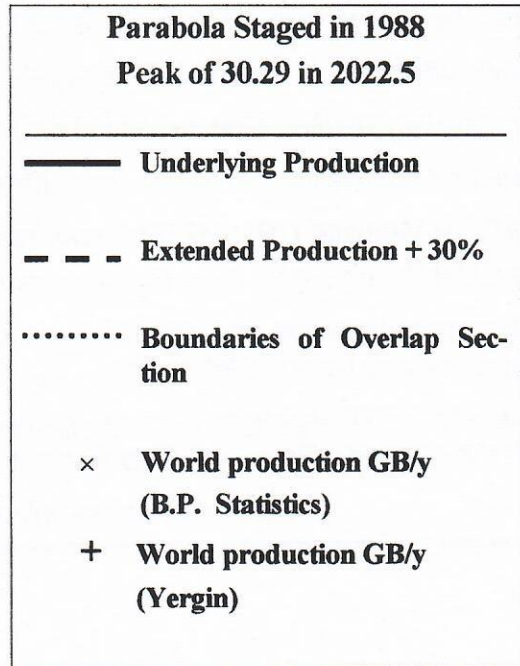 Parabola Staged in 1988
Peak of 30.29 in 2022.5
Underlying Production
Extended Production + 30%
Boundaries of Overlap Sec-
tion
× World production GB/y
(B.P. Statistics)
+ World production GB/y
(Yergin)